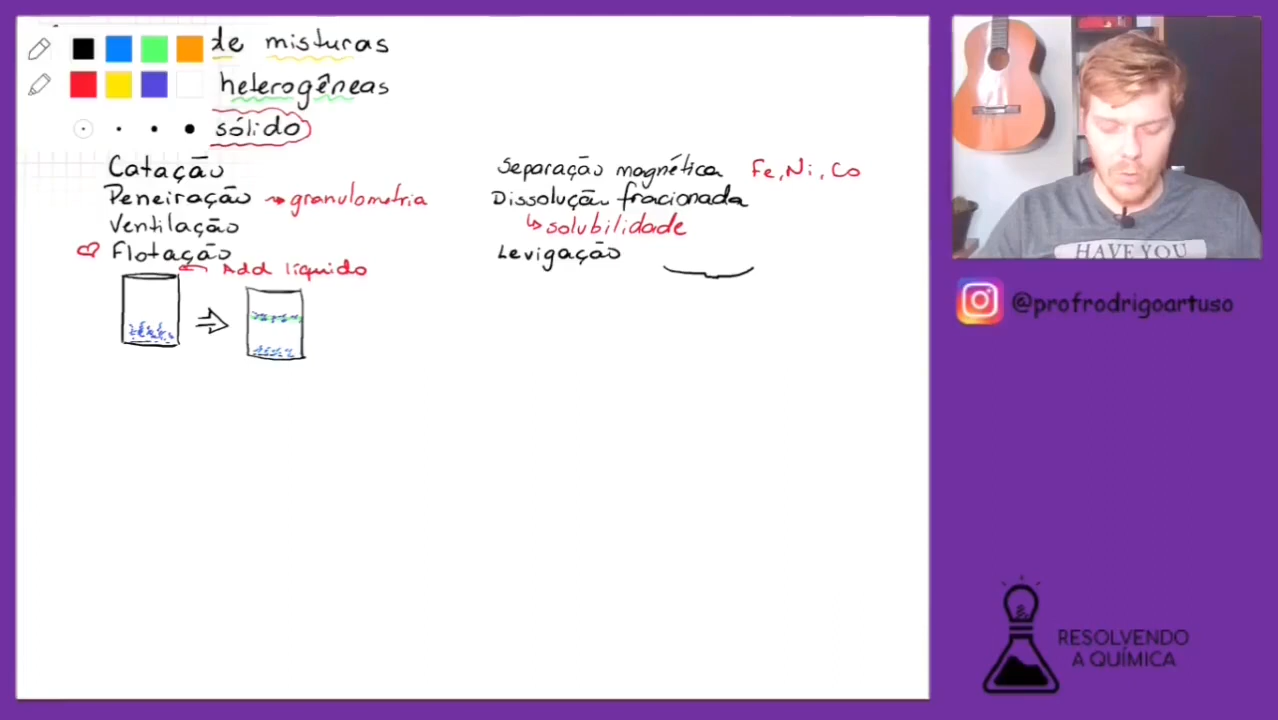 de misturas
heterogêneas
sólido
Catação
Peneiração → granulometria
Ventilação
Flotação
Add líquido
Separação magnética Fe, Ni, Co
Dissolução fracionada
↳ solubilidade
Levigação
HAVE YOU
@profrodrigoartuso
RESOLVENDO
A QUÍMICA